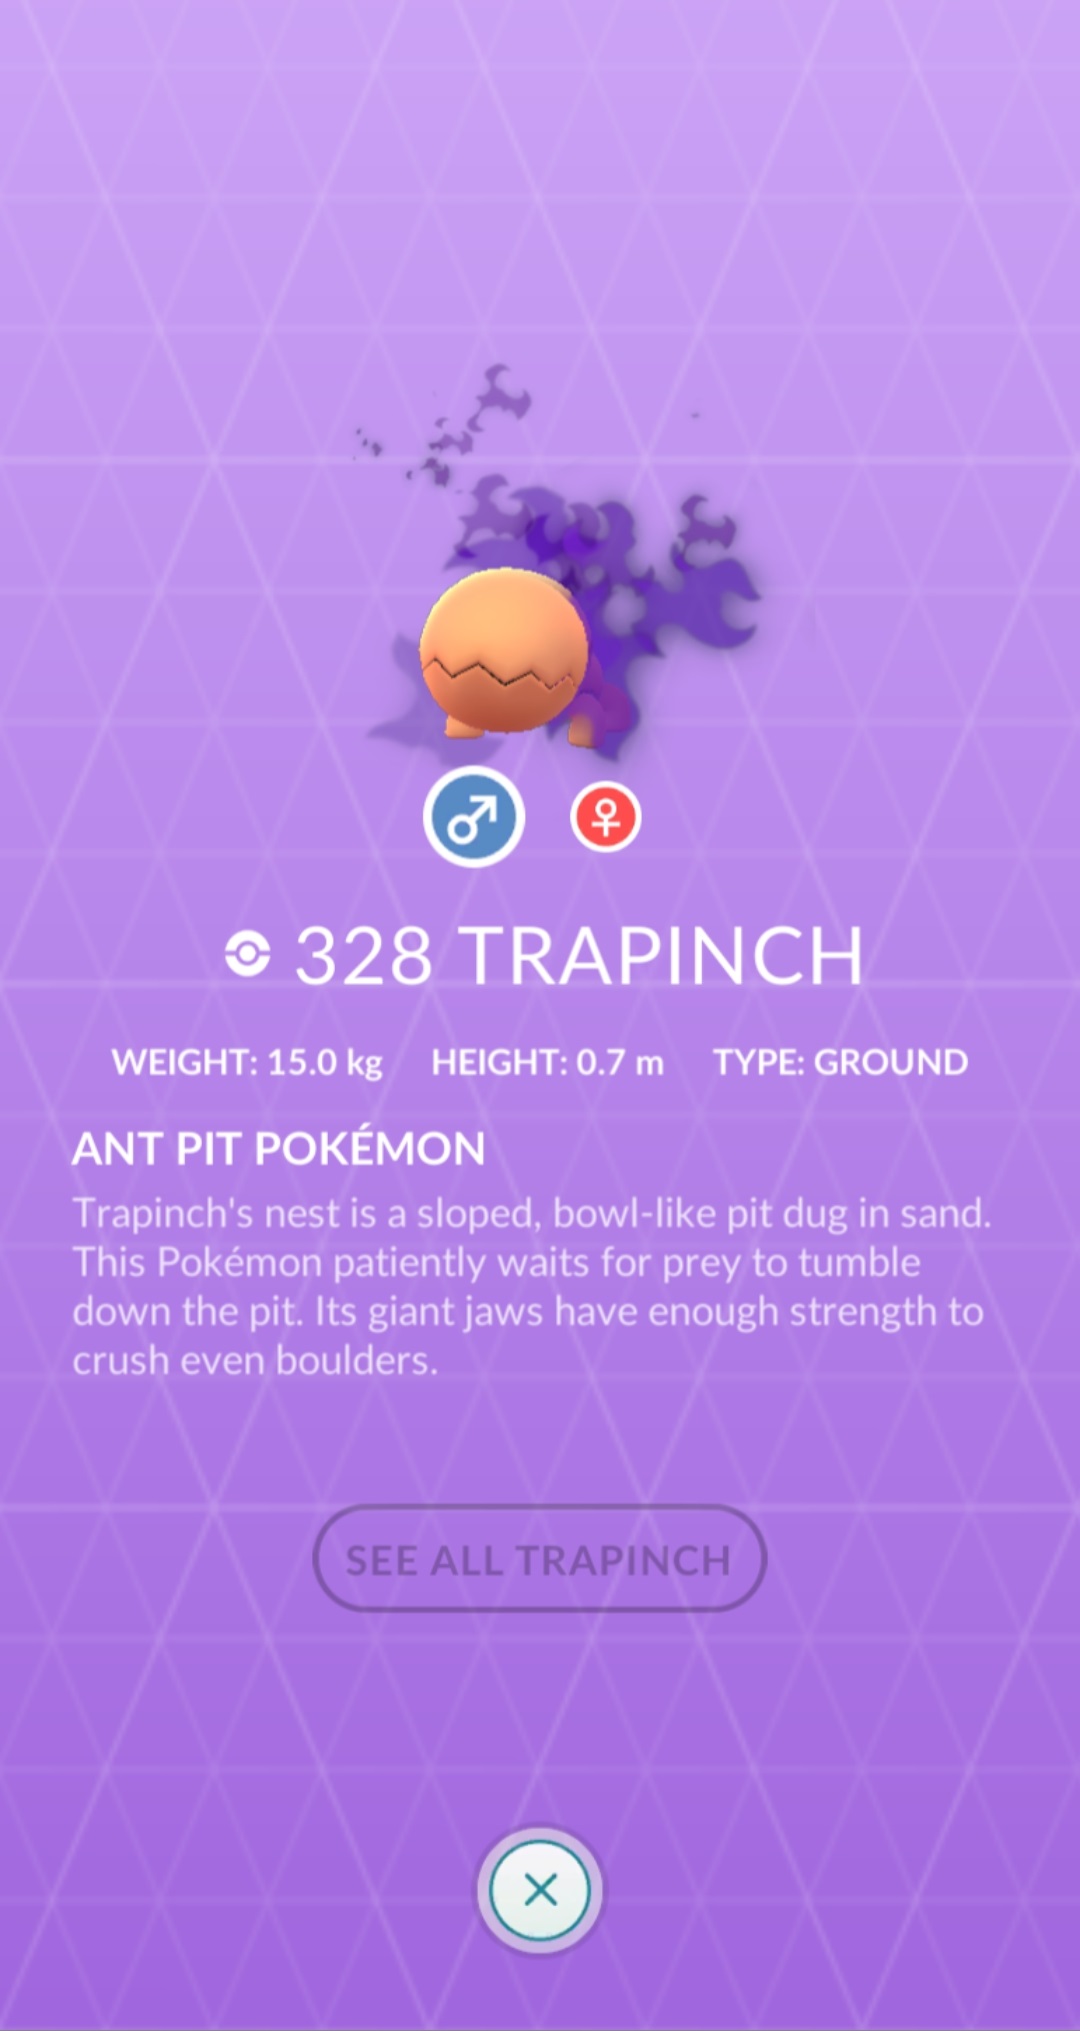 328 TRAPINCH
WEIGHT: 15.0 kg HEIGHT: 0.7 m TYPE: GROUND
ANT PIT POKÉMON
Trapinch's nest is a sloped, bowl-like pit dug in sand.
This Pokémon patiently waits for prey to tumble
down the pit. Its giant jaws have enough strength to
crush even boulders.
SEE ALL TRAPINCH